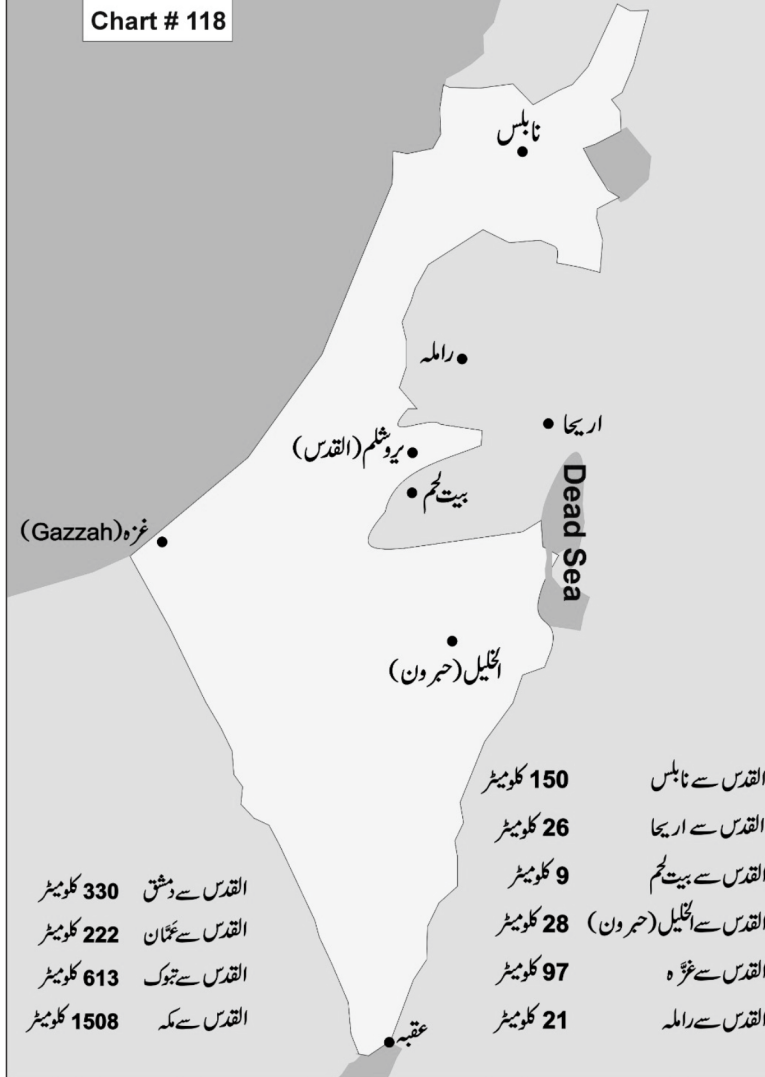 Chart # 118
نابلس
راملہ
اریحا
یروشلم (القدس)
بیت لحم
Dead Sea
غزہ (Gazzah)
الخلیل (حبرون)
القدس سے نابلس 150 کلومیٹر
القدس سے اریحا 26 کلومیٹر
القدس سے بیت لحم 9 کلومیٹر
القدس سے الخلیل (حبرون) 28 کلومیٹر
القدس سے غزَّہ 97 کلومیٹر
القدس سے راملہ 21 کلومیٹر
القدس سے دمشق 330 کلومیٹر
القدس سے عَمَّان 222 کلومیٹر
القدس سے تبوک 613 کلومیٹر
القدس سے مکہ 1508 کلومیٹر
عقبہ